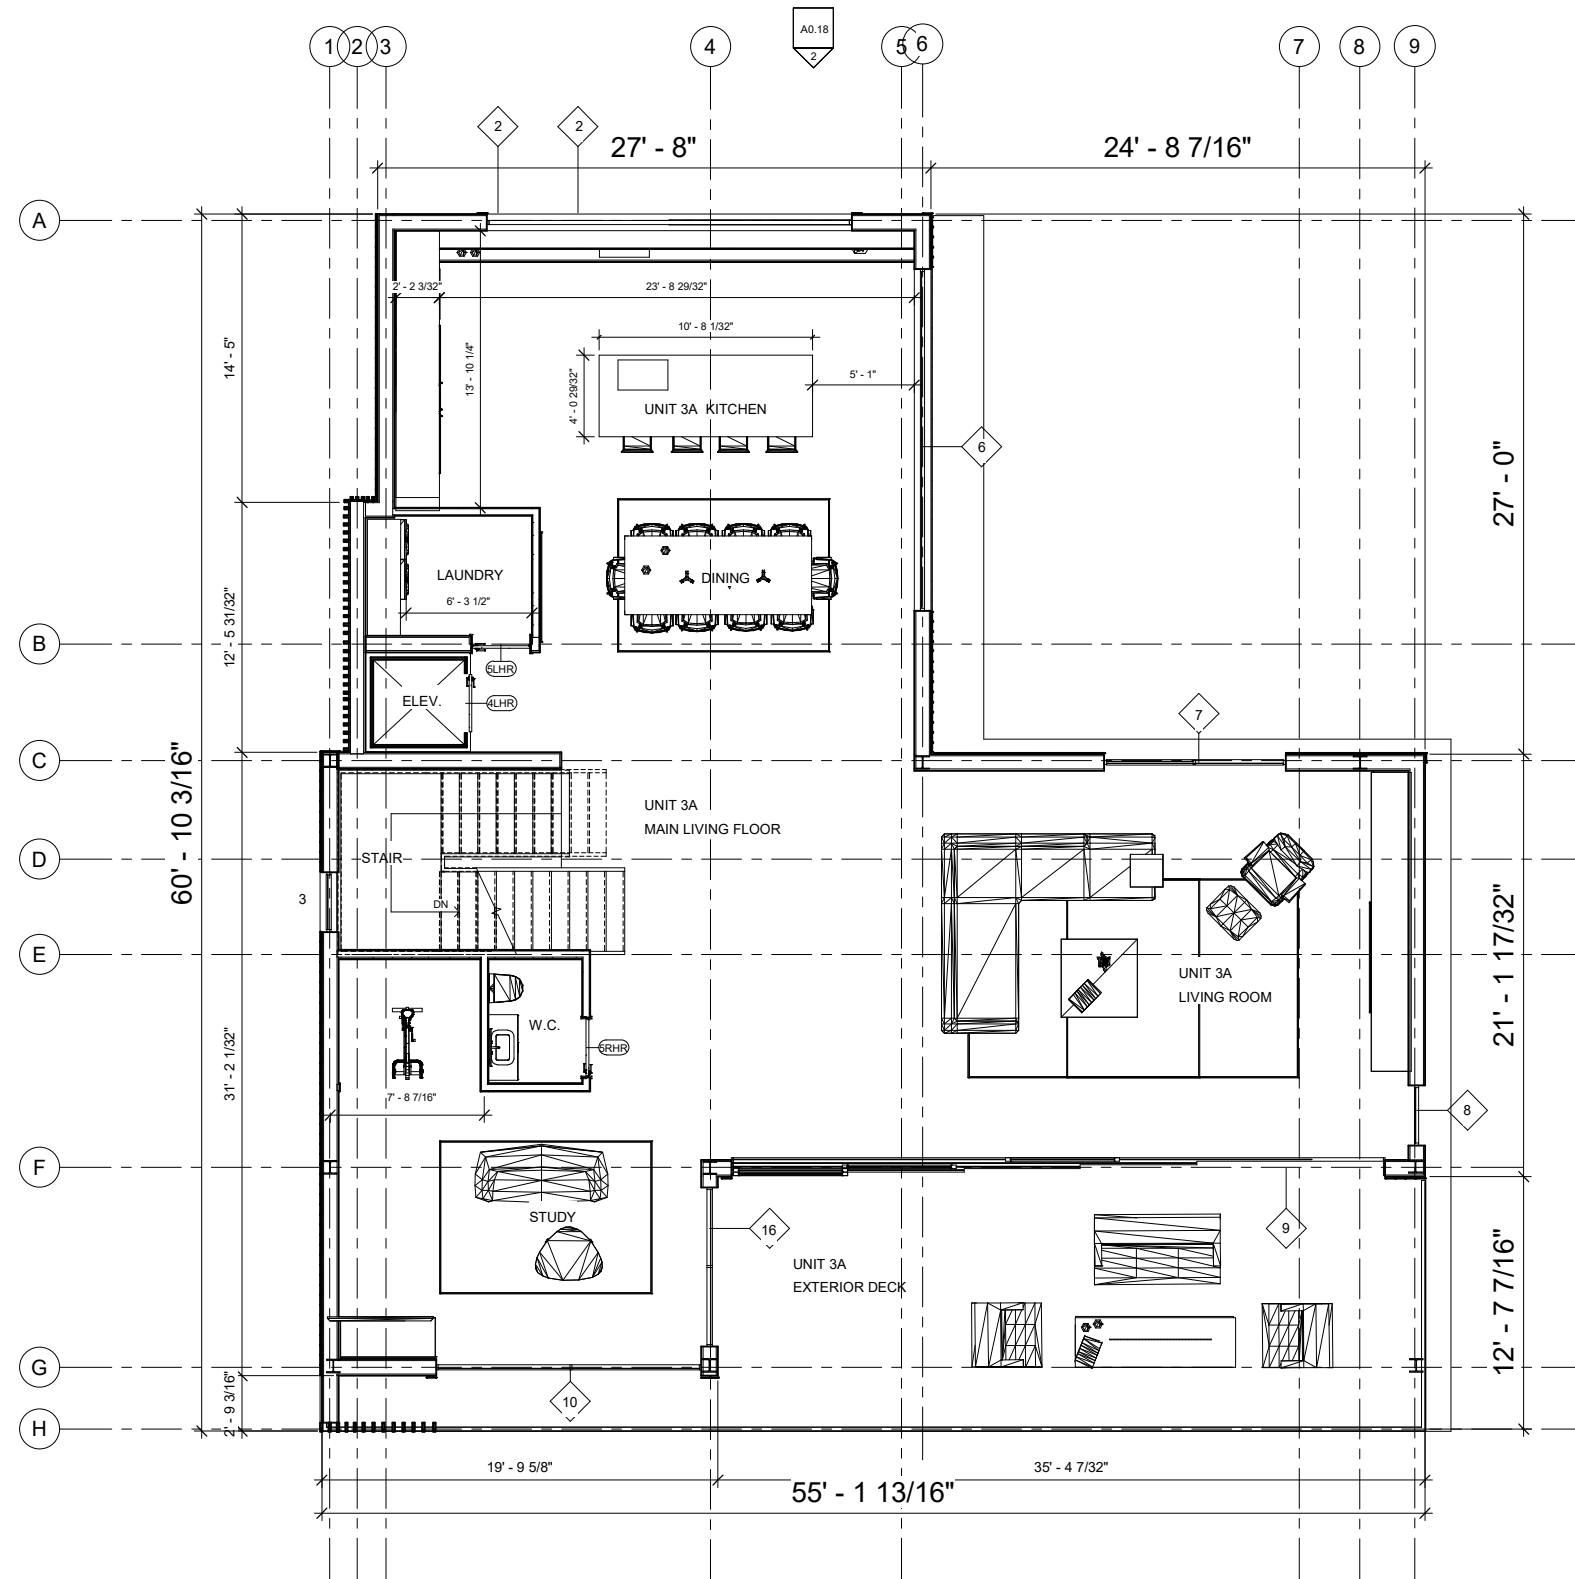 A0.18
2
1
2
3
4
5
6
7
8
9
2
2
27' - 8"
24' - 8 7/16"
A
2' - 2 3/32"
23' - 8 29/32"
10' - 8 1/32"
14' - 5"
13' - 10 1/4"
4' - 0 29/32"
5' - 1"
UNIT 3A KITCHEN
6
27' - 0"
LAUNDRY
DINING
6' - 3 1/2"
12' - 5 31/32"
B
5LHR
ELEV.
4LHR
7
C
60' - 10 3/16"
UNIT 3A
MAIN LIVING FLOOR
D
STAIR
3
DN
E
UNIT 3A
LIVING ROOM
21' - 1 17/32"
W.C.
5RHR
31' - 2 1/32"
7' - 8 7/16"
8
F
STUDY
16
9
UNIT 3A
EXTERIOR DECK
12' - 7 7/16"
G
10
2' - 9 3/16"
H
19' - 9 5/8"
35' - 4 7/32"
55' - 1 13/16"